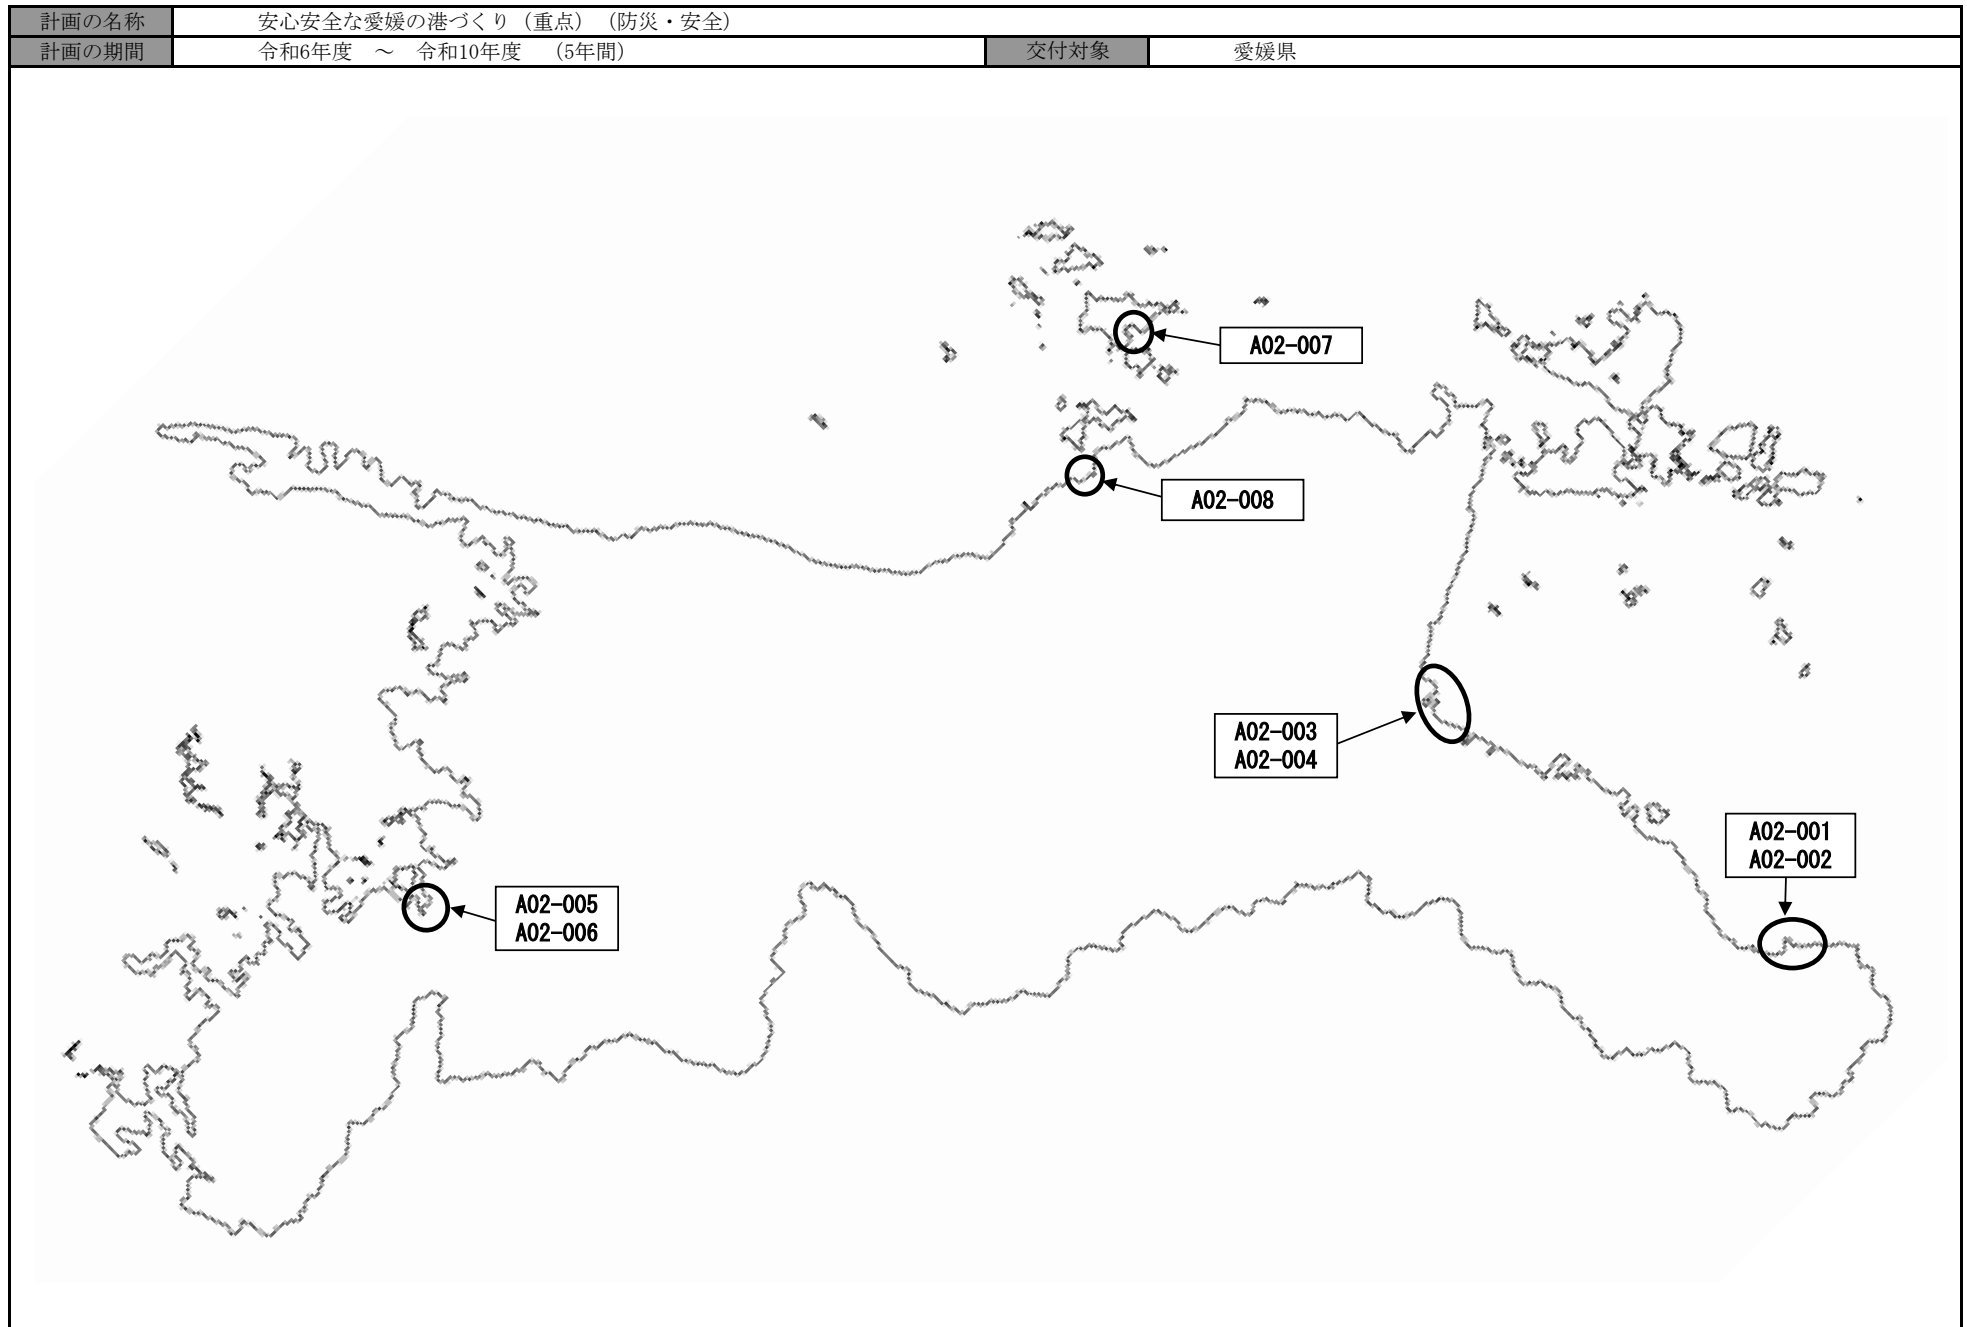 計画の名称 安心安全な愛媛の港づくり（重点）（防災・安全）
計画の期間 令和6年度 ～ 令和10年度 （5年間） 交付対象 愛媛県
A02-007
A02-008
A02-003
A02-004
A02-001
A02-002
A02-005
A02-006